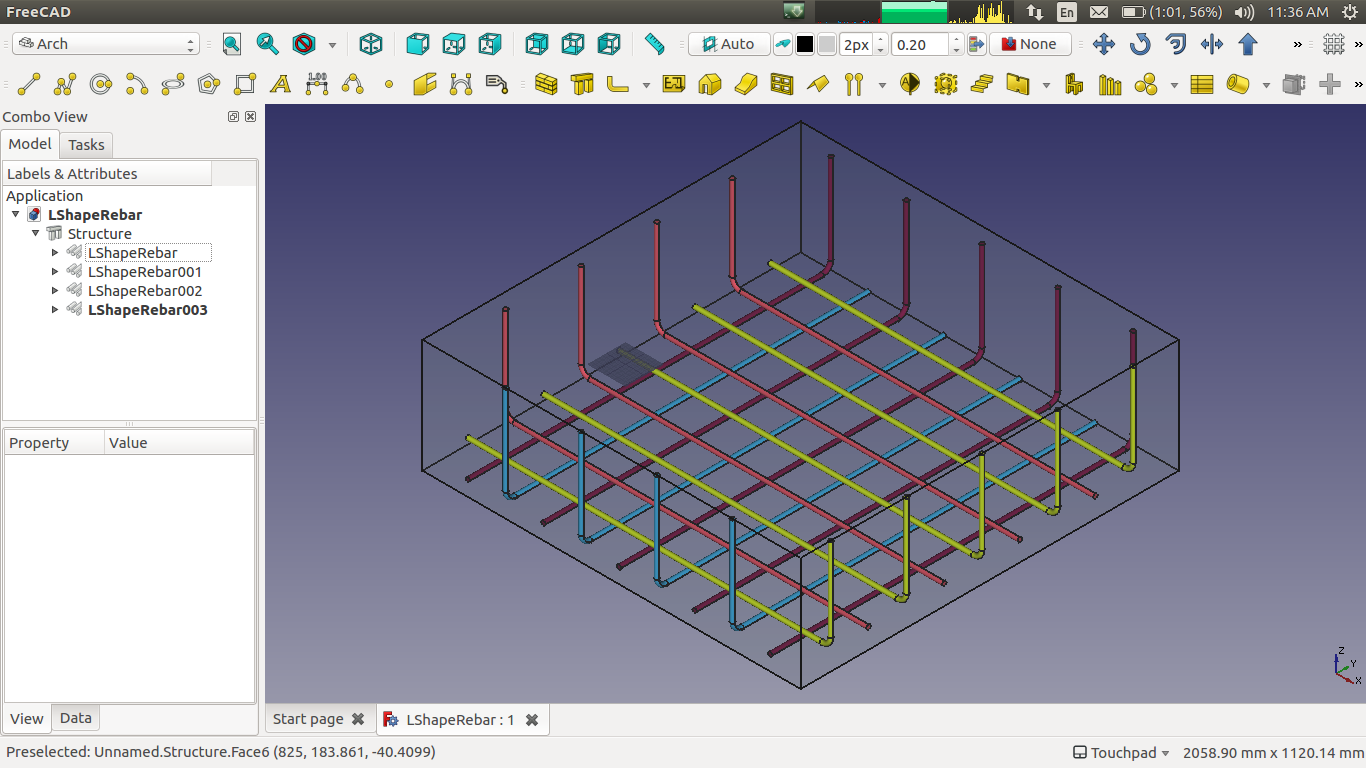 FreeCAD
En
(1:01, 56%)
11:36 AM
Arch
Auto
2px
0.20
None
»
»
A
1.00
»
Combo View
Model
Tasks
Labels & Attributes
Application
LShapeRebar
Structure
LShapeRebar
LShapeRebar001
LShapeRebar002
LShapeRebar003
Property
Value
View
Data
Z
Y
X
Start page
LShapeRebar : 1
Preselected: Unnamed.Structure.Face6 (825, 183.861, -40.4099)
Touchpad
2058.90 mm x 1120.14 mm